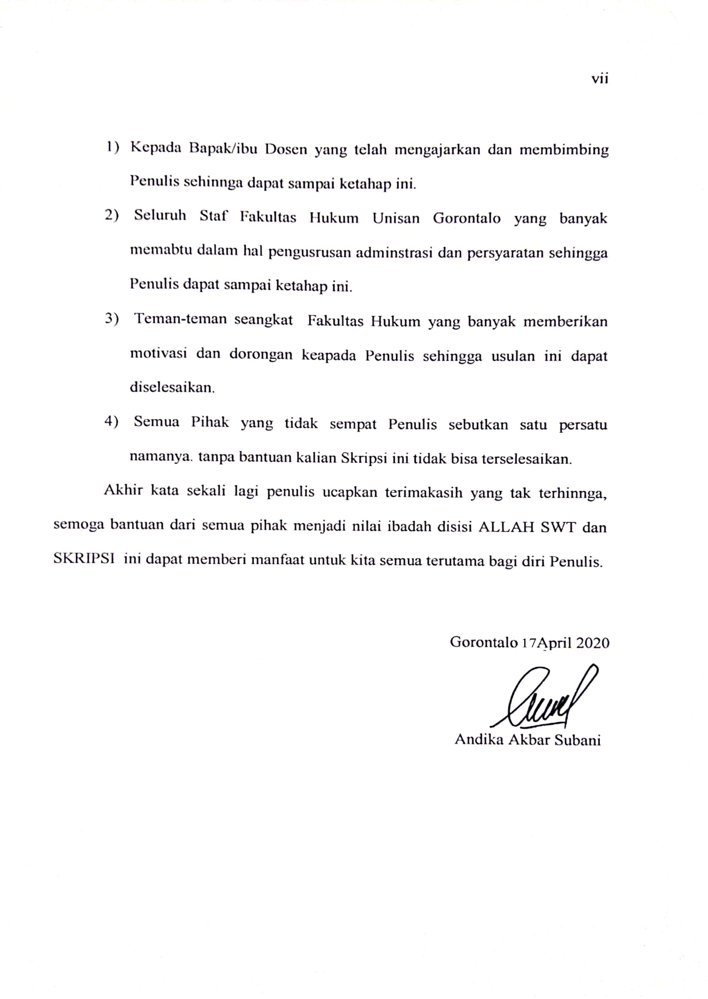 vii
1) Kepada Bapak/ibu Dosen yang telah mengajarkan dan membimbing
Penulis sehinnga dapat sampai ketahap ini.
2) Seluruh Staf Fakultas Hukum Unisan Gorontalo yang banyak
memabtu dalam hal pengusrusan adminstrasi dan persyaratan sehingga
Penulis dapat sampai ketahap ini.
3) Teman-teman seangkat Fakultas Hukum yang banyak memberikan
motivasi dan dorongan keapada Penulis sehingga usulan ini dapat
diselesaikan.
4) Semua Pihak yang tidak sempat Penulis sebutkan satu persatu
namanya. tanpa bantuan kalian Skripsi ini tidak bisa terselesaikan.
Akhir kata sekali lagi penulis ucapkan terimakasih yang tak terhinnga,
semoga bantuan dari semua pihak menjadi nilai ibadah disisi ALLAH SWT dan
SKRIPSI ini dapat memberi manfaat untuk kita semua terutama bagi diri Penulis.
Gorontalo 17April 2020
Andika Akbar Subani